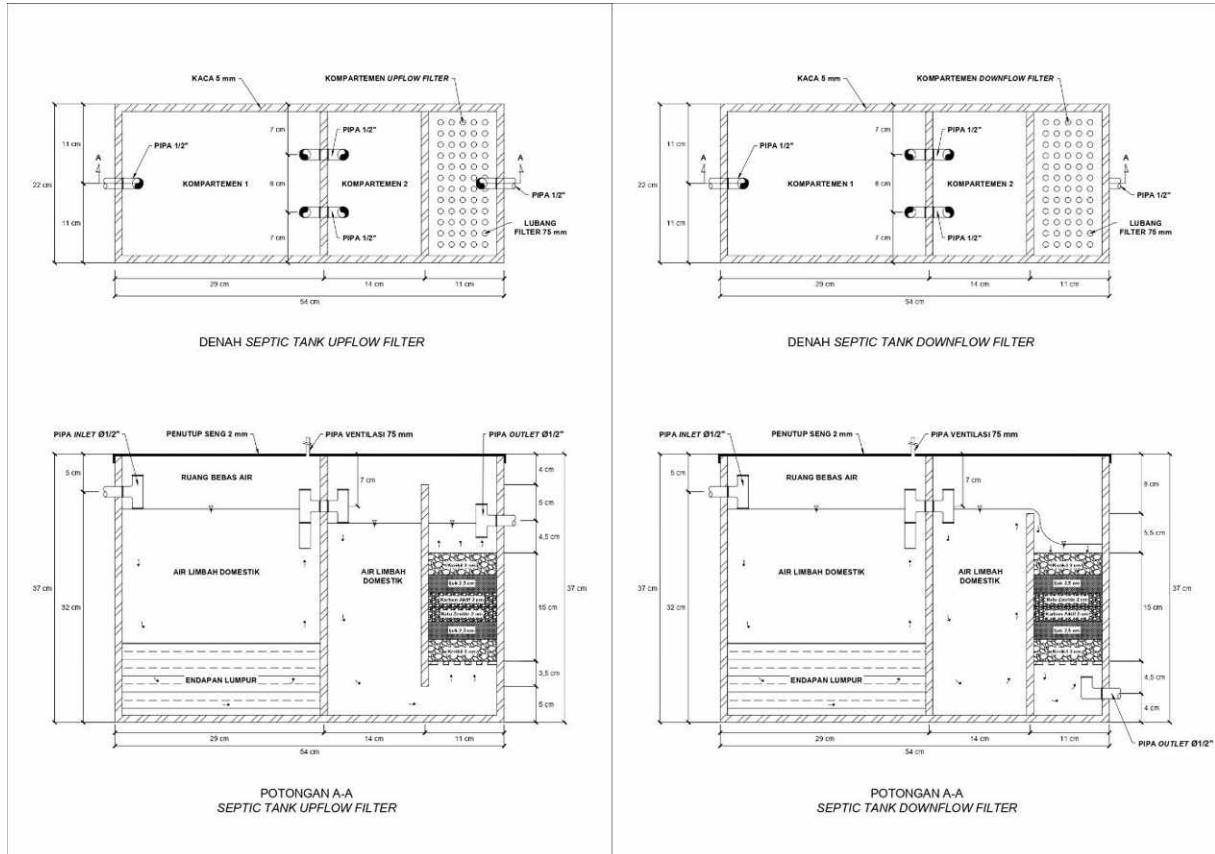 KACA 5 mm
KOMPARTEMEN UPFLOW FILTER
11 cm
7 cm
PIPA 1/2"
A
PIPA 1/2"
A
22 cm
KOMPARTEMEN 1
6 cm
KOMPARTEMEN 2
PIPA 1/2"
11 cm
7 cm
PIPA 1/2"
LUBANG
FILTER 75 mm
29 cm
14 cm
11 cm
54 cm
DENAH SEPTIC TANK UPFLOW FILTER
KACA 5 mm
KOMPARTEMEN DOWNFLOW FILTER
11 cm
7 cm
PIPA 1/2"
A
PIPA 1/2"
A
22 cm
KOMPARTEMEN 1
6 cm
KOMPARTEMEN 2
PIPA 1/2"
11 cm
7 cm
PIPA 1/2"
LUBANG
FILTER 75 mm
29 cm
14 cm
11 cm
54 cm
DENAH SEPTIC TANK DOWNFLOW FILTER
PIPA INLET Ø1/2"
PENUTUP SENG 2 mm
PIPA VENTILASI 75 mm
PIPA OUTLET Ø1/2"
5 cm
RUANG BEBAS AIR
7 cm
4 cm
5 cm
4,5 cm
AIR LIMBAH DOMESTIK
AIR LIMBAH
DOMESTIK
37 cm
32 cm
15 cm
37 cm
ENDAPAN LUMPUR
3,5 cm
5 cm
29 cm
14 cm
11 cm
54 cm
POTONGAN A-A
SEPTIC TANK UPFLOW FILTER
PIPA INLET Ø1/2"
PENUTUP SENG 2 mm
PIPA VENTILASI 75 mm
5 cm
RUANG BEBAS AIR
7 cm
5,5 cm
AIR LIMBAH DOMESTIK
AIR LIMBAH
DOMESTIK
37 cm
32 cm
15 cm
37 cm
ENDAPAN LUMPUR
4,5 cm
4 cm
29 cm
14 cm
11 cm
54 cm
PIPA OUTLET Ø1/2"
POTONGAN A-A
SEPTIC TANK DOWNFLOW FILTER